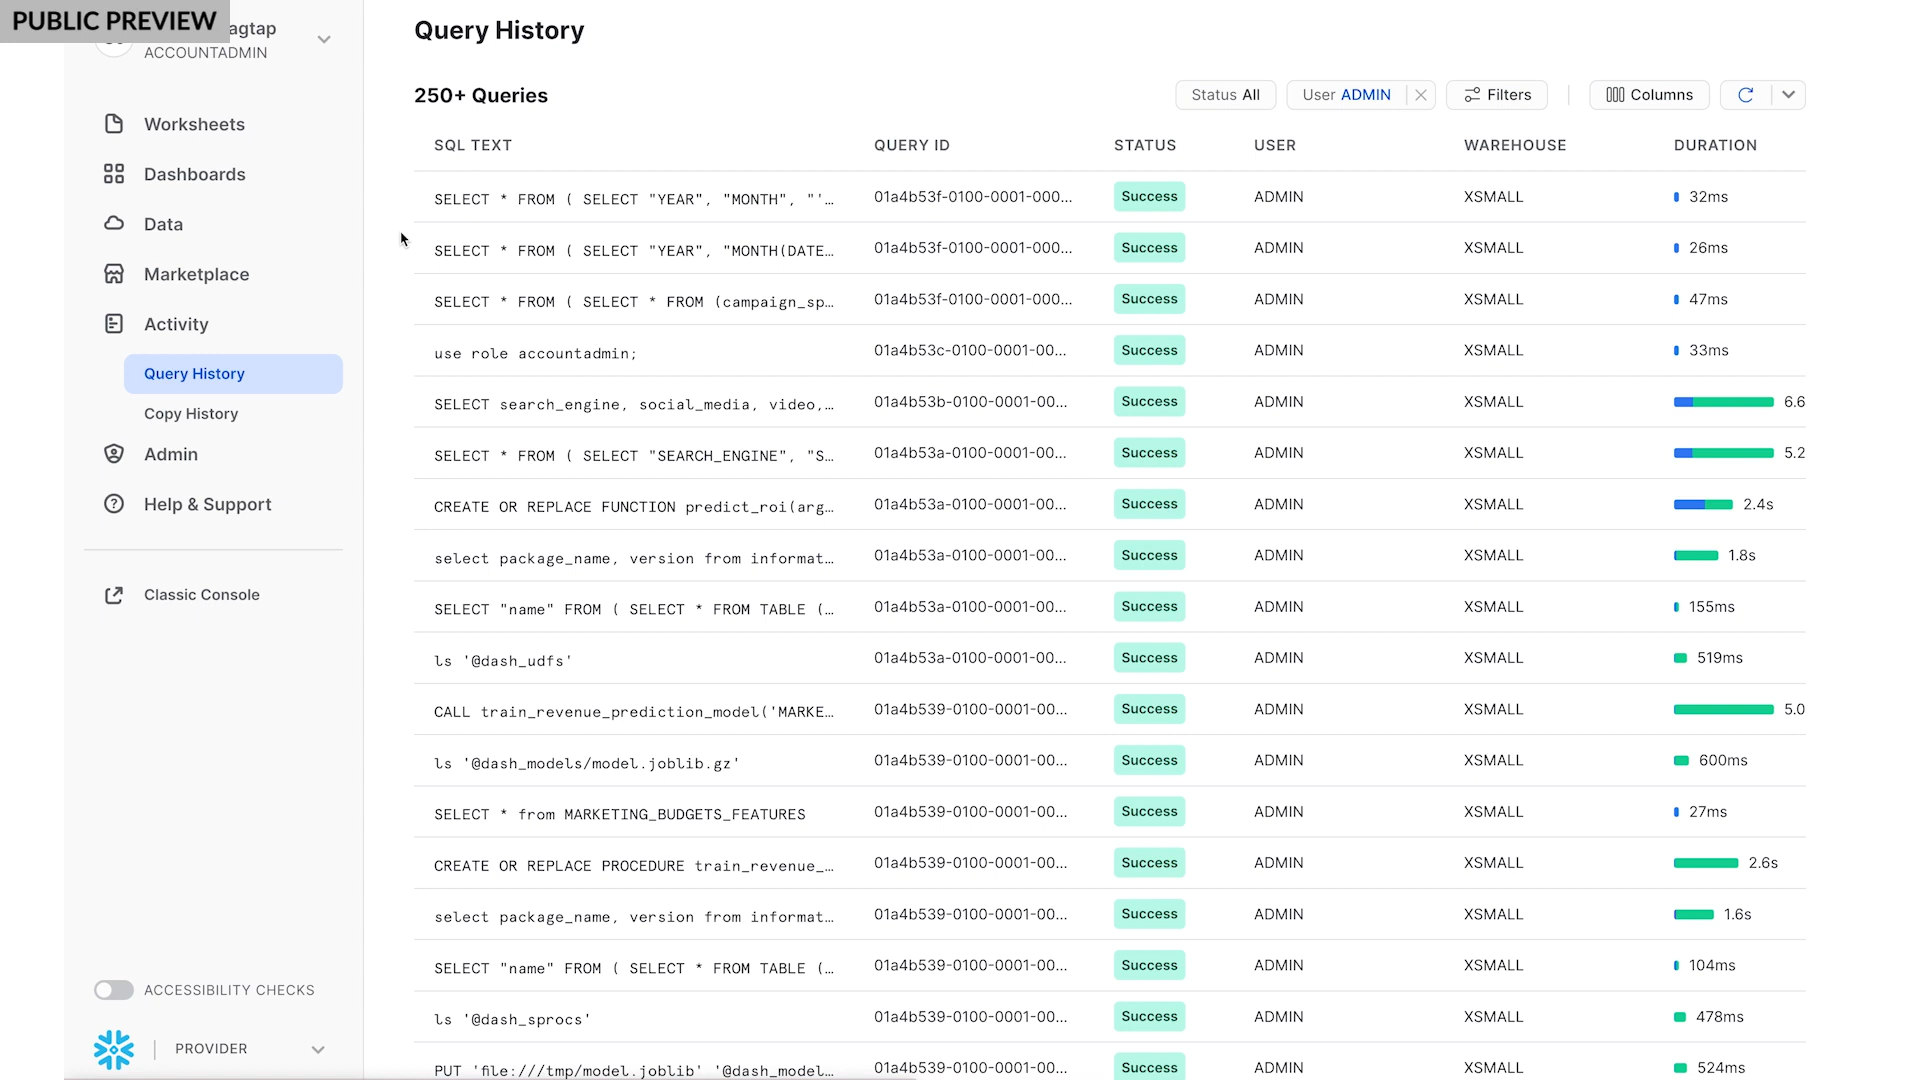 PUBLIC PREVIEW
agtap
ACCOUNTADMIN
Worksheets
Dashboards
Data
Marketplace
Activity
Query History
Copy History
Admin
Help & Support
Classic Console
ACCESSIBILITY CHECKS
PROVIDER
Query History
250+ Queries
Status All
User ADMIN
Filters
Columns
SQL TEXT QUERY ID STATUS USER WAREHOUSE DURATION
SELECT * FROM ( SELECT "YEAR", "MONTH", "'… 01a4b53f-0100-0001-000... Success ADMIN XSMALL 32ms
SELECT * FROM ( SELECT "YEAR", "MONTH(DATE… 01a4b53f-0100-0001-000... Success ADMIN XSMALL 26ms
SELECT * FROM ( SELECT * FROM (campaign_sp… 01a4b53f-0100-0001-000... Success ADMIN XSMALL 47ms
use role accountadmin; 01a4b53c-0100-0001-00... Success ADMIN XSMALL 33ms
SELECT search_engine, social_media, video,… 01a4b53b-0100-0001-00... Success ADMIN XSMALL 6.6
SELECT * FROM ( SELECT "SEARCH_ENGINE", "S… 01a4b53a-0100-0001-00... Success ADMIN XSMALL 5.2
CREATE OR REPLACE FUNCTION predict_roi(arg… 01a4b53a-0100-0001-00... Success ADMIN XSMALL 2.4s
select package_name, version from informat… 01a4b53a-0100-0001-00... Success ADMIN XSMALL 1.8s
SELECT "name" FROM ( SELECT * FROM TABLE (… 01a4b53a-0100-0001-00... Success ADMIN XSMALL 155ms
ls '@dash_udfs' 01a4b53a-0100-0001-00... Success ADMIN XSMALL 519ms
CALL train_revenue_prediction_model('MARKE… 01a4b539-0100-0001-00... Success ADMIN XSMALL 5.0
ls '@dash_models/model.joblib.gz' 01a4b539-0100-0001-00... Success ADMIN XSMALL 600ms
SELECT * from MARKETING_BUDGETS_FEATURES 01a4b539-0100-0001-00... Success ADMIN XSMALL 27ms
CREATE OR REPLACE PROCEDURE train_revenue_… 01a4b539-0100-0001-00... Success ADMIN XSMALL 2.6s
select package_name, version from informat… 01a4b539-0100-0001-00... Success ADMIN XSMALL 1.6s
SELECT "name" FROM ( SELECT * FROM TABLE (… 01a4b539-0100-0001-00... Success ADMIN XSMALL 104ms
ls '@dash_sprocs' 01a4b539-0100-0001-00... Success ADMIN XSMALL 478ms
PUT 'file:///tmp/model.joblib' '@dash_model… 01a4b539-0100-0001-00... Success ADMIN XSMALL 524ms